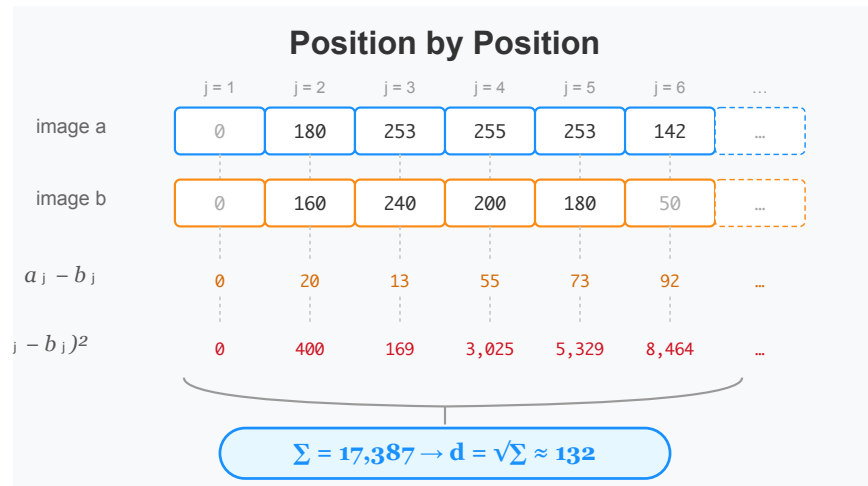 Position by Position
j = 1 j = 2 j = 3 j = 4 j = 5 j = 6 ...
image a 0 180 253 255 253 142 ...
image b 0 160 240 200 180 50 ...
a j − b j 0 20 13 55 73 92 ...
j − b j )² 0 400 169 3,025 5,329 8,464 ...
Σ = 17,387 → d = √Σ ≈ 132